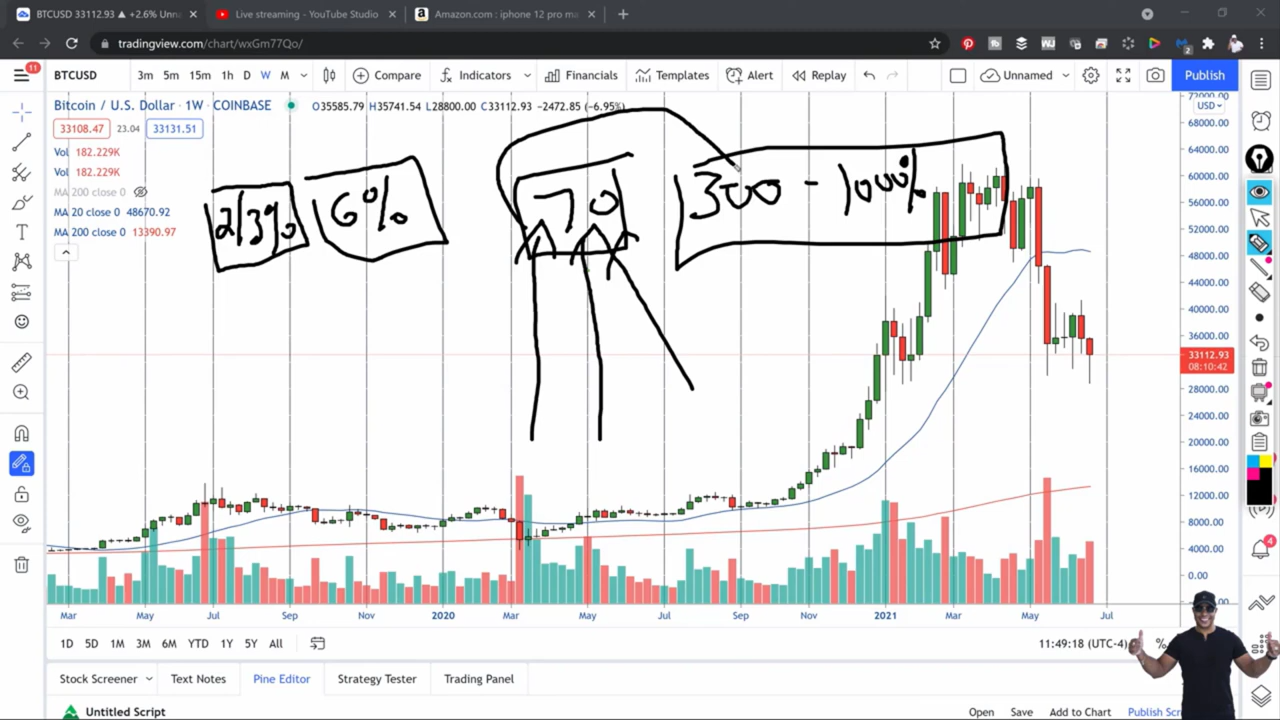 BTCUSD 33112.93 ▲ +2.6% Unna
Live streaming - YouTube Studio
Amazon.com : iphone 12 pro ma
tradingview.com/chart/wxGm77Qo/
11
BTCUSD
3m 5m 15m 1h D W M
Compare
Indicators
Financials
Templates
Alert
Replay
Unnamed
Publish
Bitcoin / U.S. Dollar · 1W · COINBASE
O35585.79 H35741.54 L28800.00 C33112.93 −2472.85 (−6.95%)
33108.47 23.04 33131.51
Vol 182.229K
Vol 182.229K
MA 200 close 0
MA 20 close 0 48670.92
MA 200 close 0 13390.97
2/3% 6% 70 300 - 1000%
72000.00
USD
68000.00
64000.00
60000.00
56000.00
52000.00
48000.00
44000.00
40000.00
36000.00
33112.93
08:10:42
28000.00
24000.00
20000.00
16000.00
12000.00
8000.00
4000.00
0.00
4
Mar May Jul Sep Nov 2020 Mar May Jul Sep Nov 2021 Mar May Jul
1D 5D 1M 3M 6M YTD 1Y 5Y All
11:49:18 (UTC-4) %
Stock Screener Text Notes Pine Editor Strategy Tester Trading Panel
Untitled Script
Open Save Add to Chart Publish Scr